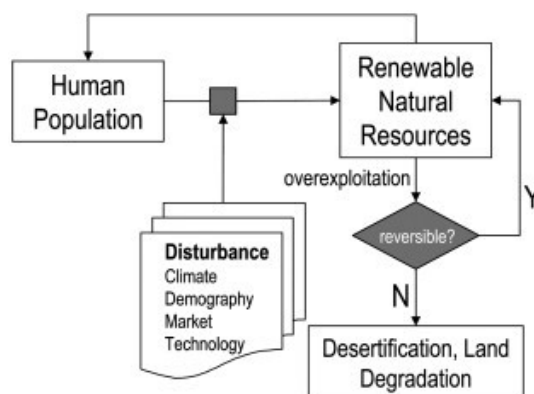 Human
Population
Renewable
Natural
Resources
overexploitation
Y
reversible?
Disturbance
Climate
Demography
Market
Technology
N
Desertification, Land
Degradation